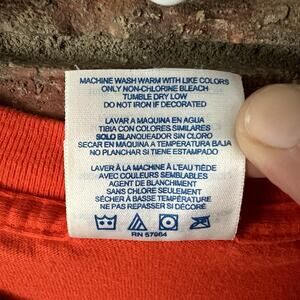 MACHINE WASH WARM WITH LIKE COLORS
ONLY NON-CHLORINE BLEACH
TUMBLE DRY LOW
DO NOT IRON IF DECORATED
LAVAR A MAQUINA EN AGUA
TIBIA CON COLORES SIMILARES
SOLO BLANQUEADOR SIN CLORO
SECAR EN MAQUINA A TEMPERATURA BAJA
NO PLANCHAR SI TIENE ESTAMPADO
LAVER À LA MACHINE À L'EAU TIÈDE
AVEC COULEURS SEMBLABLES
AGENT DE BLANCHIMENT
SANS CHLORE SEULEMENT
SÉCHER À BASSE TEMPÉRATURE
NE PAS REPASSER SI DÉCORÉ
RN 57964